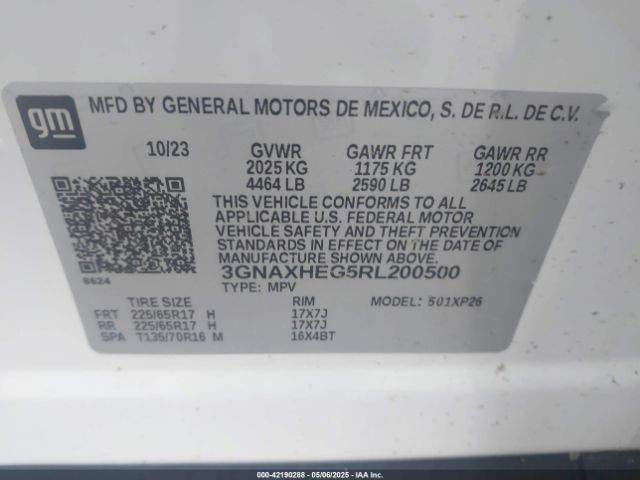 gm
MFD BY GENERAL MOTORS DE MEXICO, S. DE R.L. DE C.V.
10/23 GVWR GAWR FRT GAWR RR
2025 KG 1175 KG 1200 KG
4464 LB 2590 LB 2645 LB
THIS VEHICLE CONFORMS TO ALL
APPLICABLE U.S. FEDERAL MOTOR
VEHICLE SAFETY AND THEFT PREVENTION
STANDARDS IN EFFECT ON THE DATE OF
MANUFACTURE SHOWN ABOVE.
3GNAXHEG5RL200500
8624
TYPE: MPV
TIRE SIZE RIM MODEL: 501XP26
FRT 225/65R17 H 17X7J
RR 225/65R17 H 17X7J
SPA T135/70R16 M 16X4BT
000-42190288 - 05/06/2025 - IAA Inc.